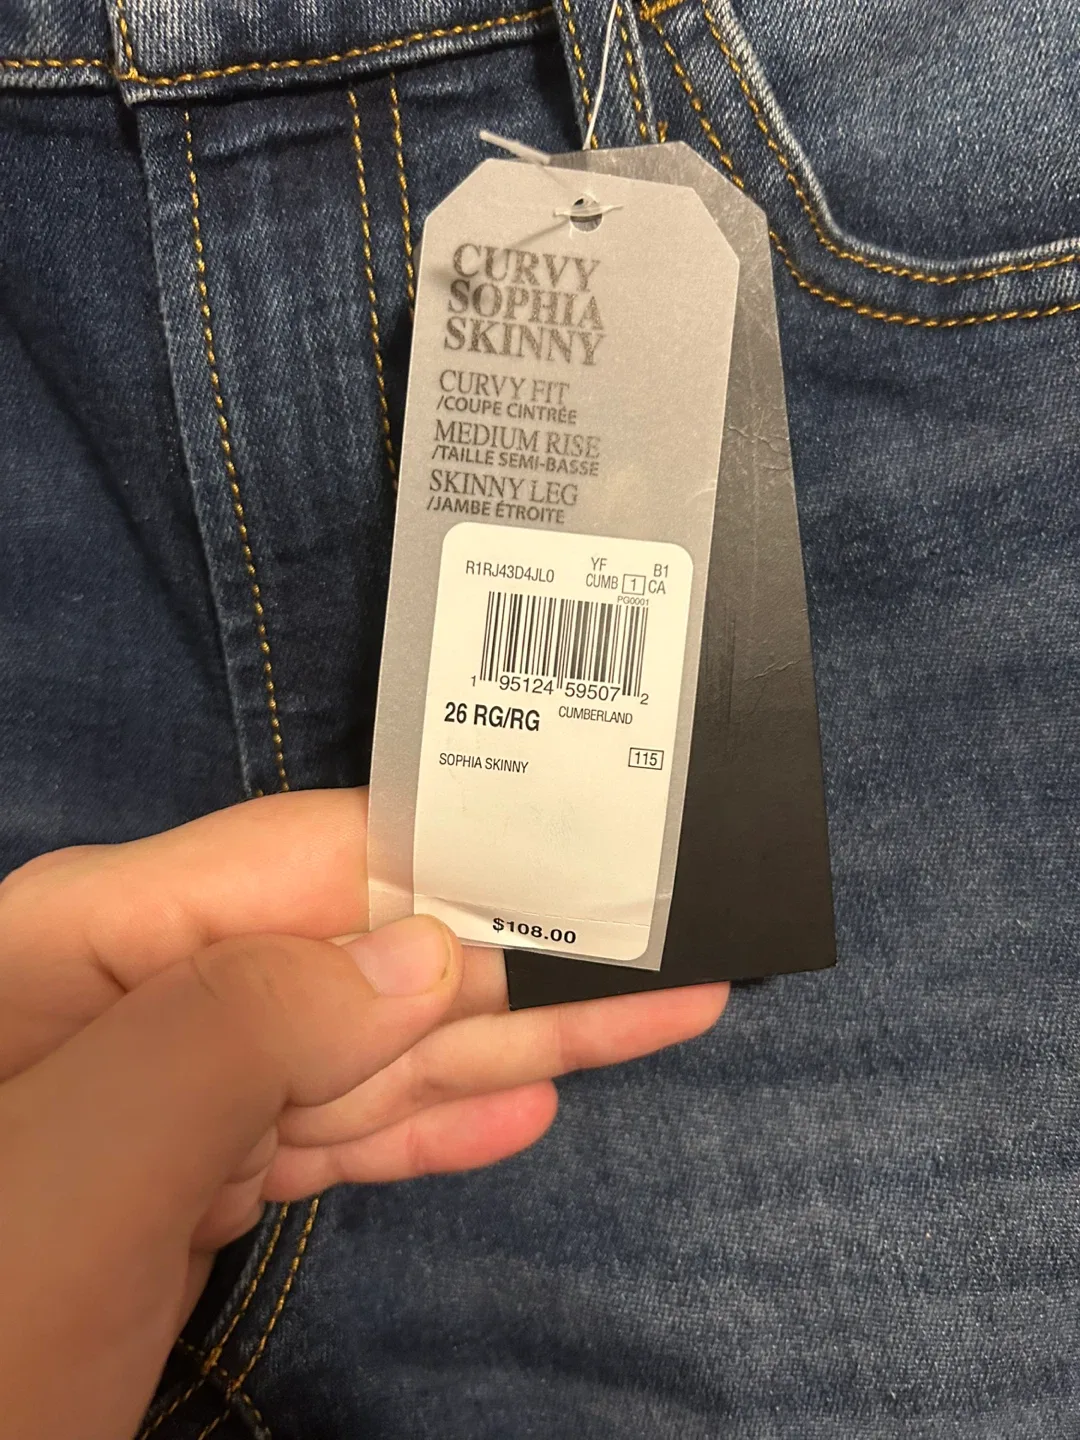 CURVY
SOPHIA
SKINNY
CURVY FIT
/COUPE CINTRÉE
MEDIUM RISE
/TAILLE SEMI-BASSE
SKINNY LEG
/JAMBE ÉTROITE
R1RJ43D4JL0 YF B1
CUMB 1 CA
PG0001
1 95124 59507 2
26 RG/RG CUMBERLAND
SOPHIA SKINNY 115
$108.00